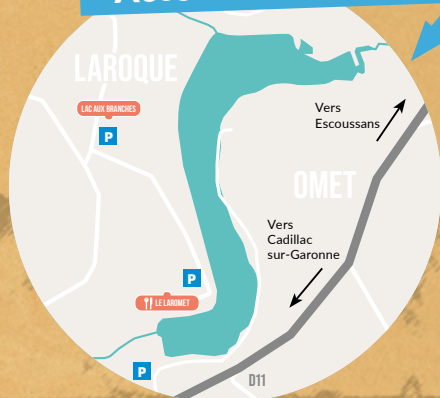 LAROQUE
LAC AUX BRANCHES
P
Vers
Escoussans
OMET
Vers
Cadillac
sur-Garonne
P
LE LAROMET
P
D11